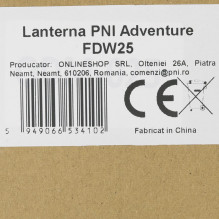 Lanterna PNI Adventure
FDW25
Producator: ONLINESHOP SRL, Olteniei 26A, Piatra
Neamt, Neamt, 610206, Romania, comenzi@pni.ro
CE
5 949066 534102
Fabricat in China